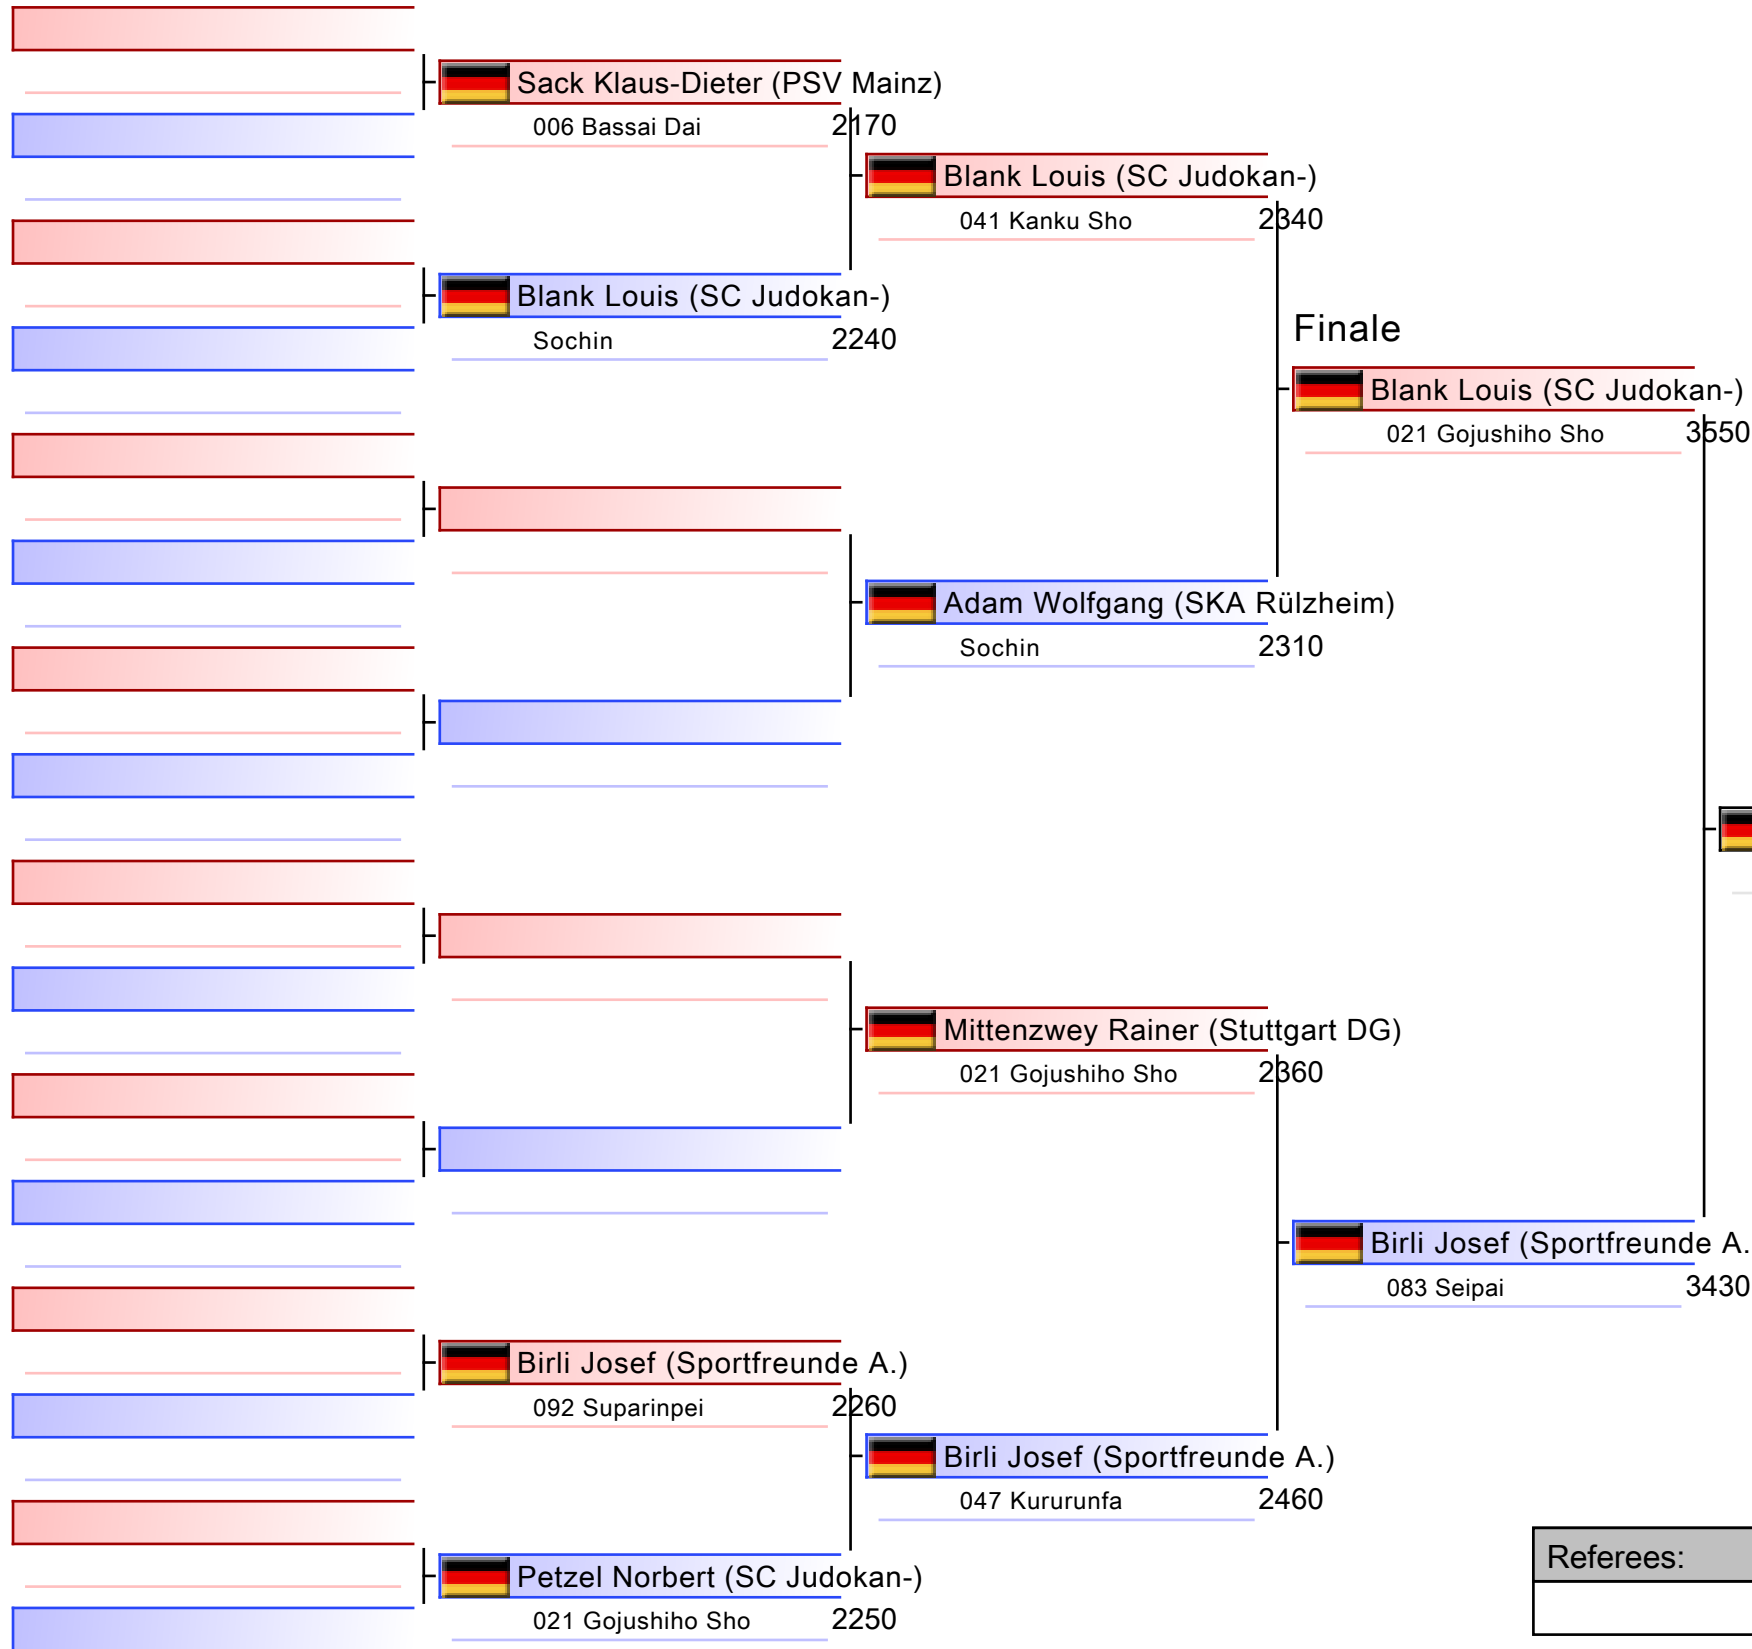 Sack Klaus-Dieter (PSV Mainz)
006 Bassai Dai 2170
Blank Louis (SC Judokan-)
041 Kanku Sho 2340
Blank Louis (SC Judokan-)
Sochin 2240
Finale
Blank Louis (SC Judokan-)
021 Gojushiho Sho 3550
Adam Wolfgang (SKA Rülzheim)
Sochin 2310
Mittenzwey Rainer (Stuttgart DG)
021 Gojushiho Sho 2360
Birli Josef (Sportfreunde A.
083 Seipai 3430
Birli Josef (Sportfreunde A.)
092 Suparinpei 2260
Birli Josef (Sportfreunde A.)
047 Kururunfa 2460
Petzel Norbert (SC Judokan-)
021 Gojushiho Sho 2250
Referees: